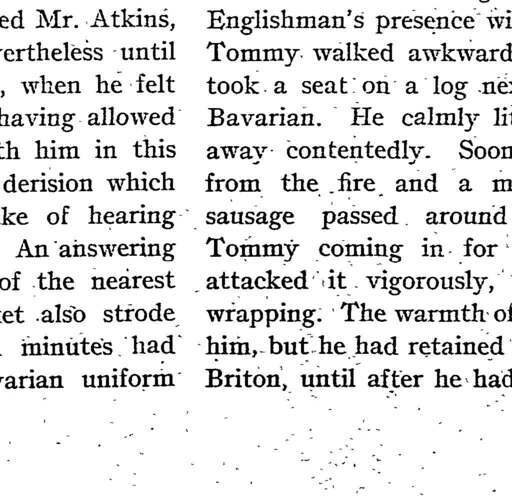 ed Mr. Atkins,
vertheless until
, when he felt
having allowed
th him in this
derision which
ke of hearing
An answering
of the nearest
ket also strode
minutes had
varian uniform
Englishman's presence wi
Tommy walked awkward
took a seat on a log nex
Bavarian. He calmly lit
away contentedly. Soon
from the fire and a m
sausage passed around
Tommy coming in for
attacked it vigorously,
wrapping. The warmth of
him, but he had retained
Briton, until after he had